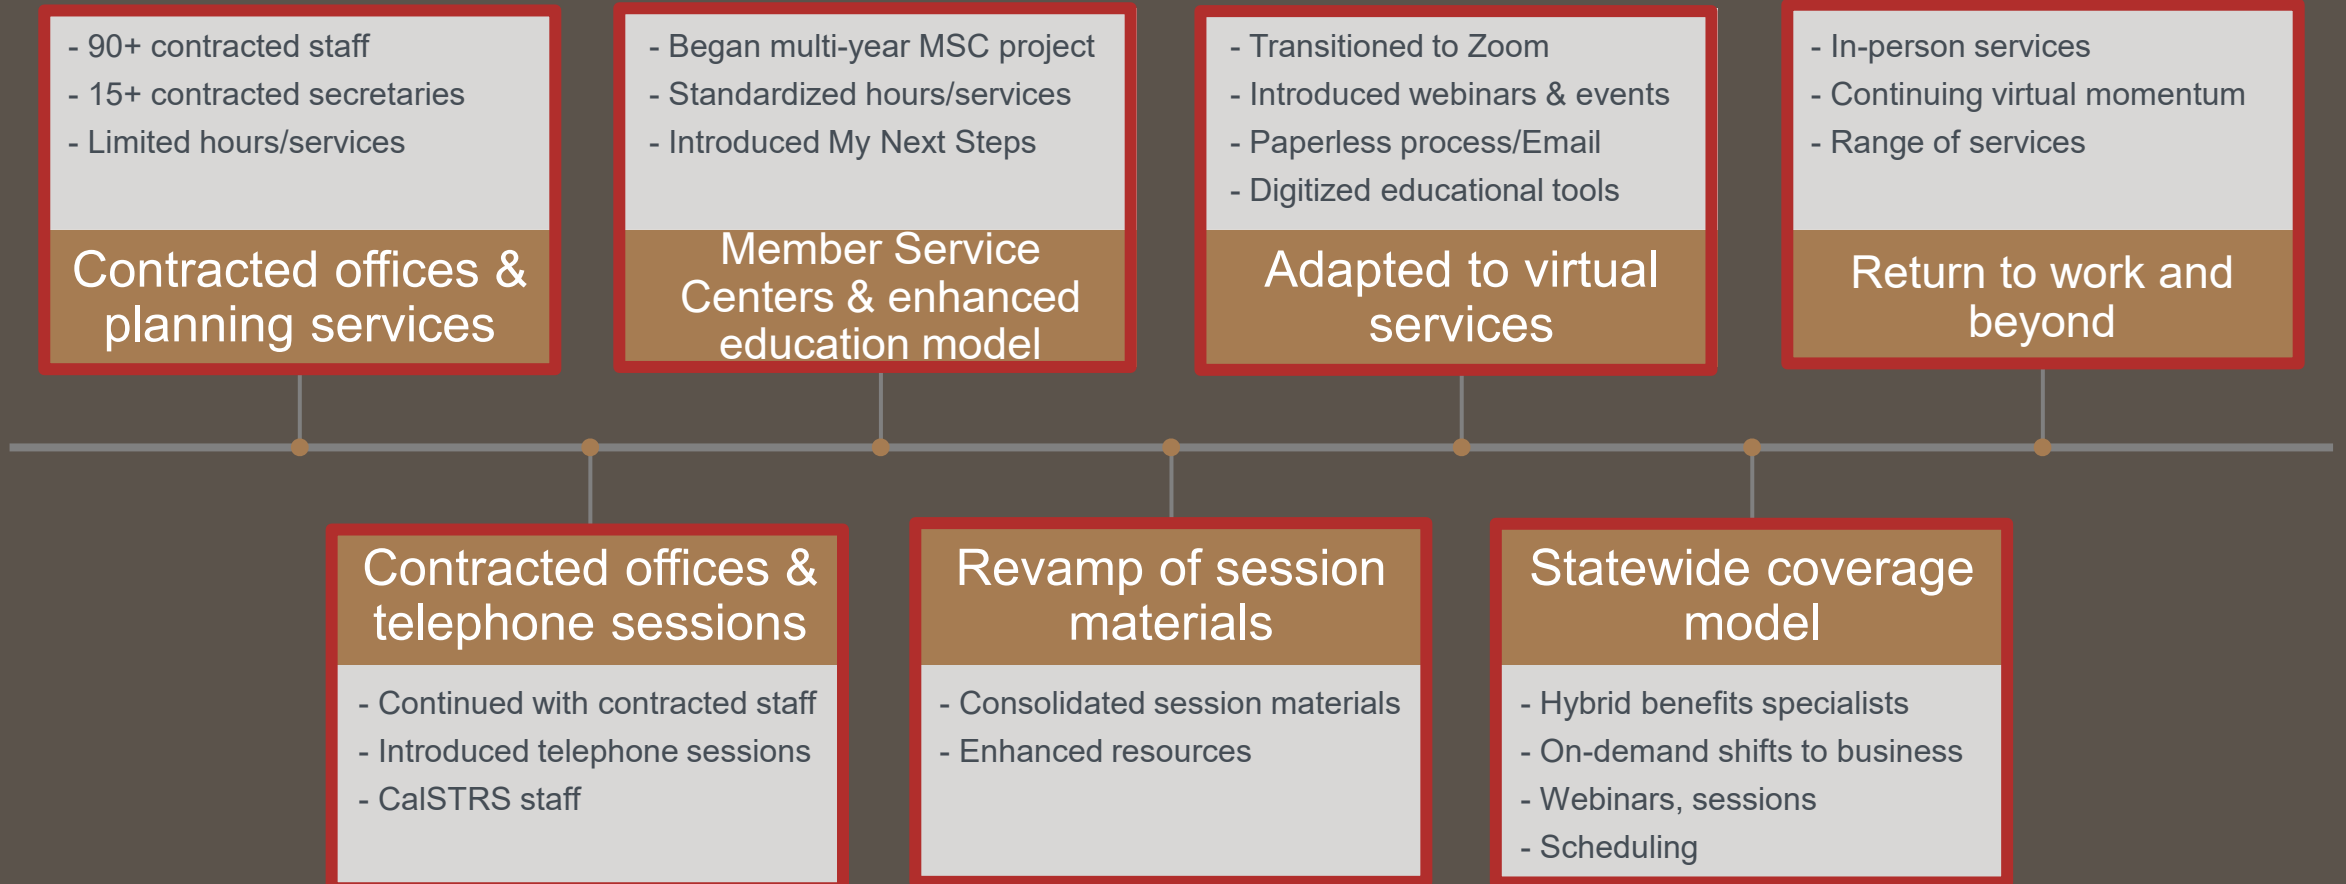 - 90+ contracted staff
- 15+ contracted secretaries
- Limited hours/services
Contracted offices &
planning services
- Began multi-year MSC project
- Standardized hours/services
- Introduced My Next Steps
Member Service
Centers & enhanced
education model
- Transitioned to Zoom
- Introduced webinars & events
- Paperless process/Email
- Digitized educational tools
Adapted to virtual
services
- In-person services
- Continuing virtual momentum
- Range of services
Return to work and
beyond
Contracted offices &
telephone sessions
- Continued with contracted staff
- Introduced telephone sessions
- CalSTRS staff
Revamp of session
materials
- Consolidated session materials
- Enhanced resources
Statewide coverage
model
- Hybrid benefits specialists
- On-demand shifts to business
- Webinars, sessions
- Scheduling